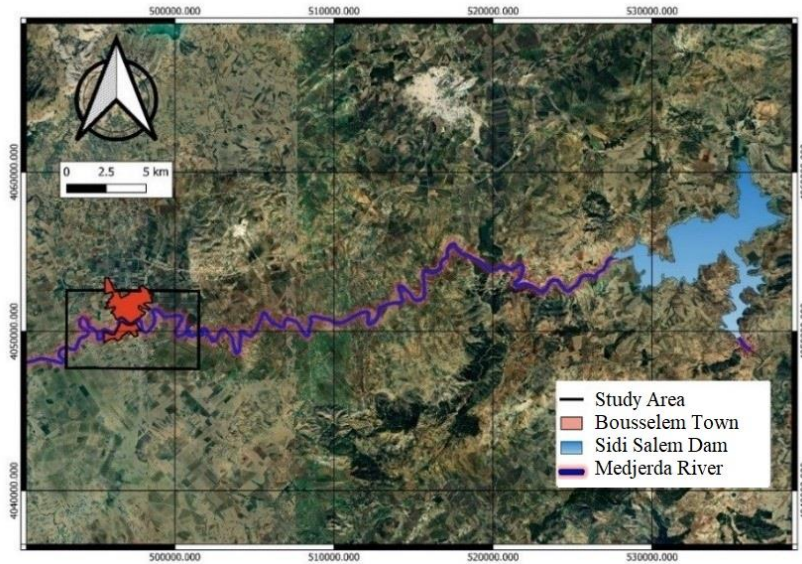 500000.000 510000.000 520000.000 530000.000
4060000.000
4050000.000
4040000.000
0 2.5 5 km
Study Area
Bousselem Town
Sidi Salem Dam
Medjerda River
500000.000 510000.000 520000.000 530000.000